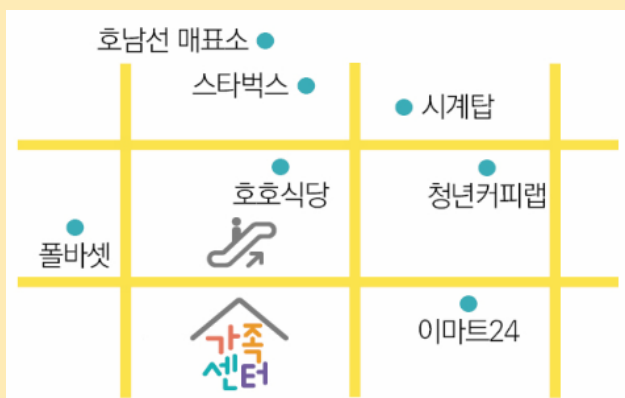 호남선 매표소
스타벅스
시계탑
호호식당
청년커피랩
폴바셋
이마트24
가족
센터